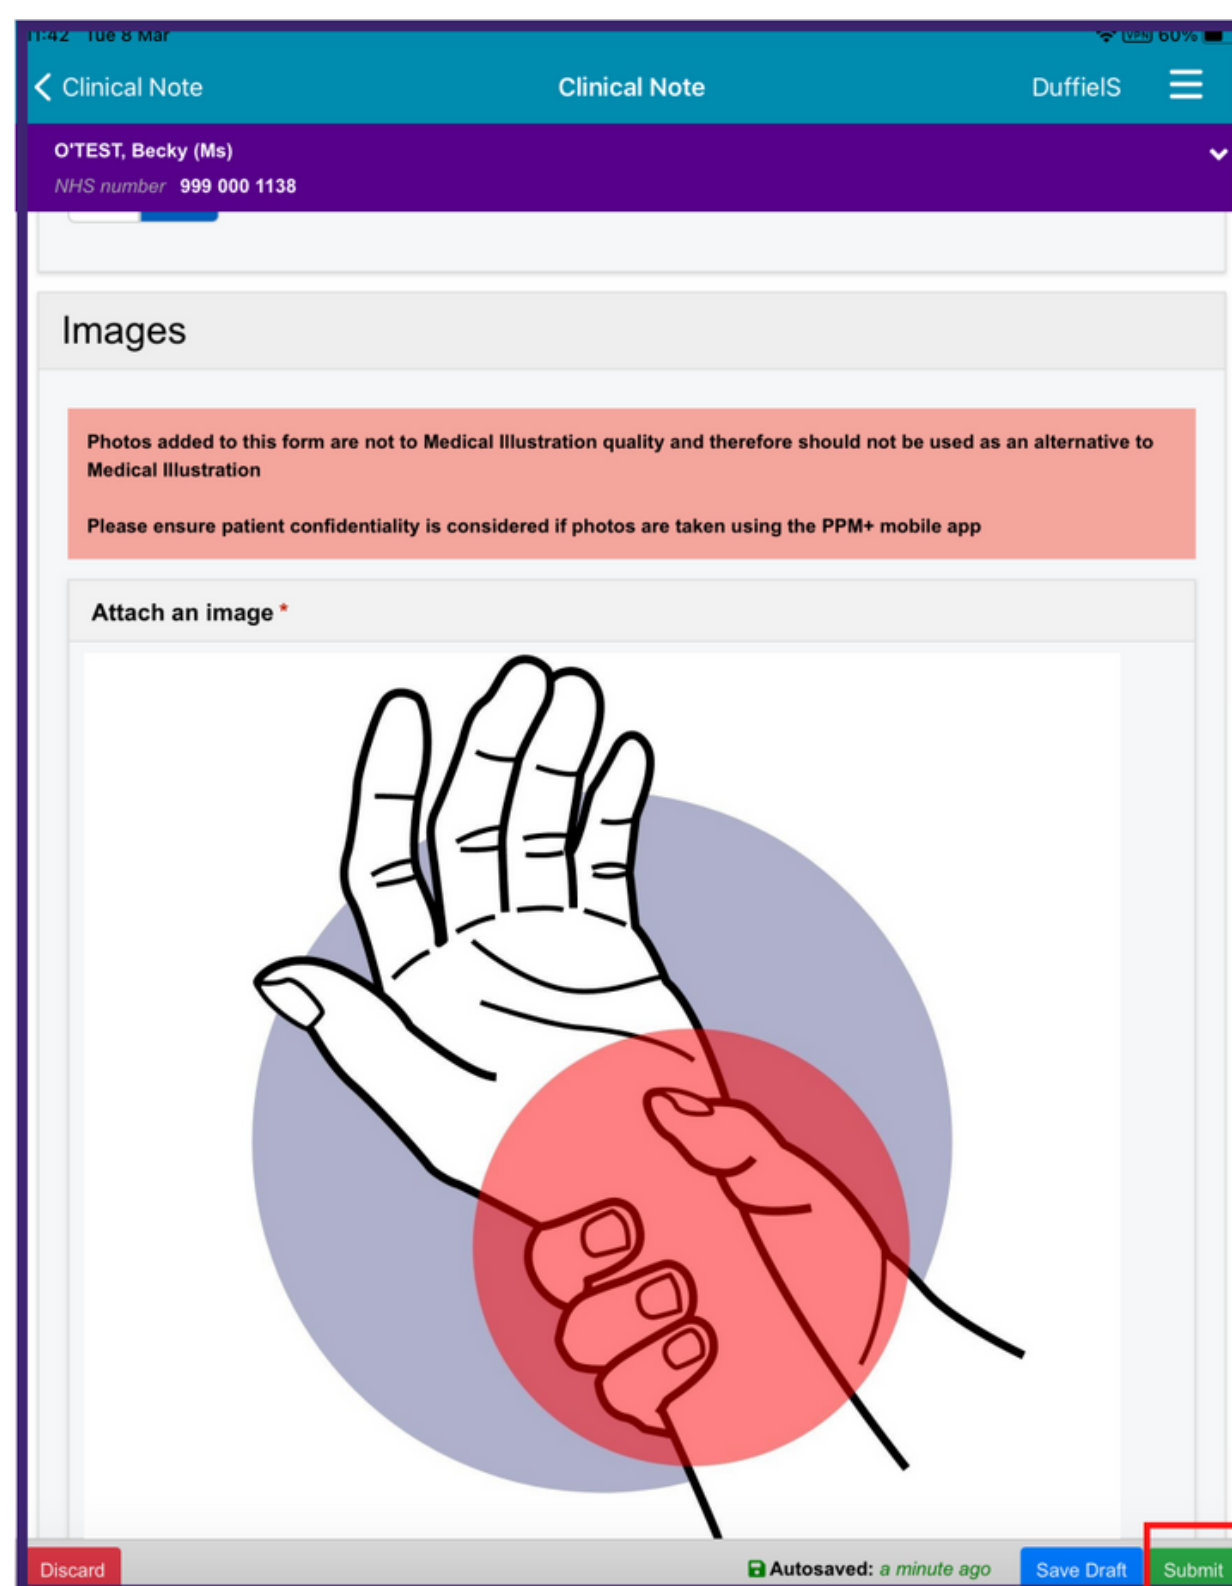 11:42 Tue 8 Mar VPN 60%
Clinical Note Clinical Note DuffielS
O'TEST, Becky (Ms)
NHS number 999 000 1138
Images
Photos added to this form are not to Medical Illustration quality and therefore should not be used as an alternative to
Medical Illustration
Please ensure patient confidentiality is considered if photos are taken using the PPM+ mobile app
Attach an image *
Discard Autosaved: a minute ago Save Draft Submit